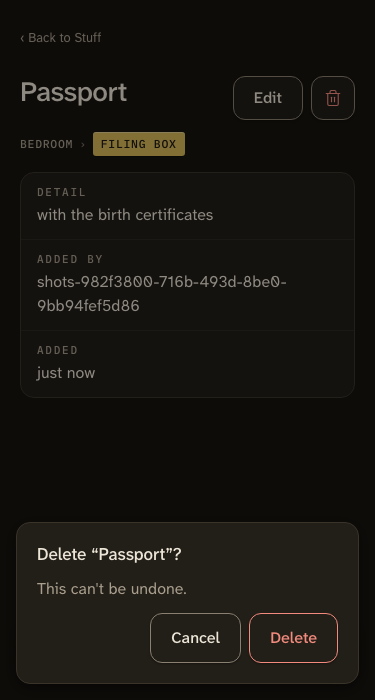 ‹ Back to Stuff
Passport
Edit
BEDROOM › FILING BOX
DETAIL
with the birth certificates
ADDED BY
shots-982f3800-716b-493d-8be0-
9bb94fef5d86
ADDED
just now
Delete “Passport”?
This can't be undone.
Cancel
Delete